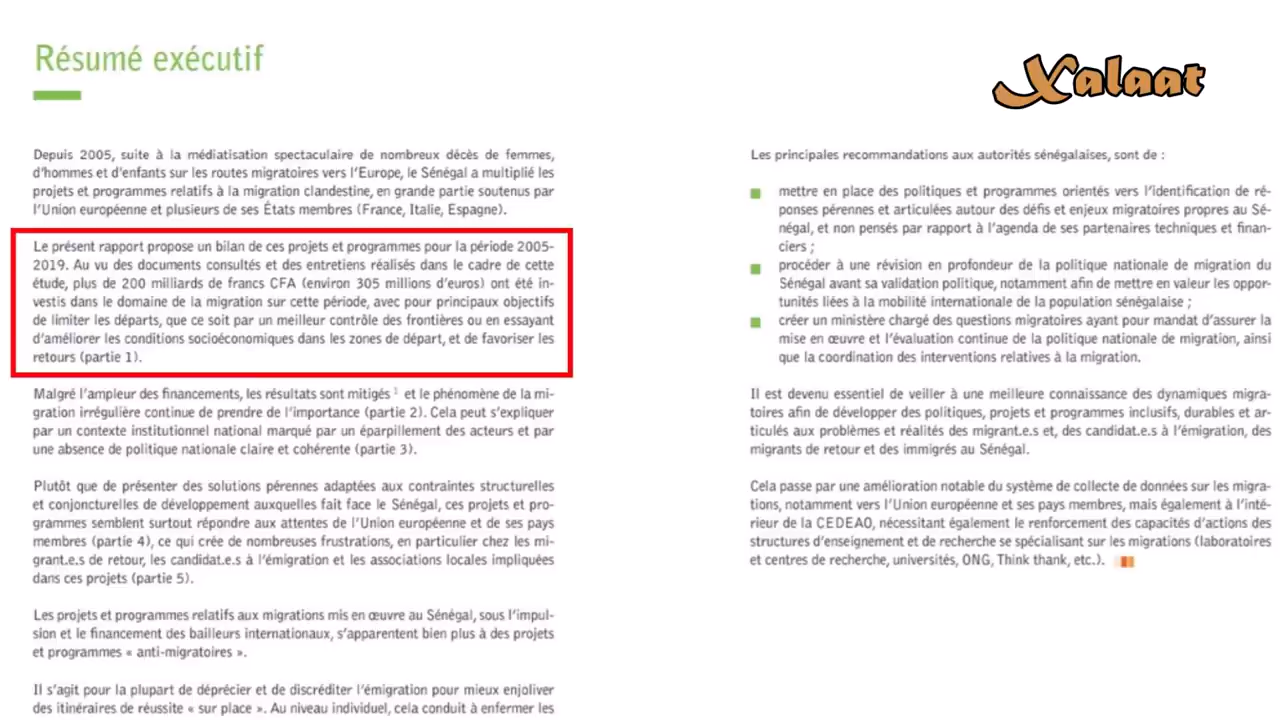 Résumé exécutif
Xalaat
Depuis 2005, suite à la médiatisation spectaculaire de nombreux décès de femmes,
d'hommes et d'enfants sur les routes migratoires vers l'Europe, le Sénégal a multiplié les
projets et programmes relatifs à la migration clandestine, en grande partie soutenus par
l'Union européenne et plusieurs de ses États membres (France, Italie, Espagne).
Le présent rapport propose un bilan de ces projets et programmes pour la période 2005-
2019. Au vu des documents consultés et des entretiens réalisés dans le cadre de cette
étude, plus de 200 milliards de francs CFA (environ 305 millions d'euros) ont été in-
vestis dans le domaine de la migration sur cette période, avec pour principaux objectifs
de limiter les départs, que ce soit par un meilleur contrôle des frontières ou en essayant
d'améliorer les conditions socioéconomiques dans les zones de départ, et de favoriser les
retours (partie 1).
Malgré l'ampleur des financements, les résultats sont mitigés 1 et le phénomène de la mi-
gration irrégulière continue de prendre de l'importance (partie 2). Cela peut s'expliquer
par un contexte institutionnel national marqué par un éparpillement des acteurs et par
une absence de politique nationale claire et cohérente (partie 3).
Plutôt que de présenter des solutions pérennes adaptées aux contraintes structurelles
et conjoncturelles de développement auxquelles fait face le Sénégal, ces projets et pro-
grammes semblent surtout répondre aux attentes de l'Union européenne et de ses pays
membres (partie 4), ce qui crée de nombreuses frustrations, en particulier chez les mi-
grant.e.s de retour, les candidat.e.s à l'émigration et les associations locales impliquées
dans ces projets (partie 5).
Les projets et programmes relatifs aux migrations mis en œuvre au Sénégal, sous l'impul-
sion et le financement des bailleurs internationaux, s'apparentent bien plus à des projets
et programmes « anti-migratoires ».
Il s'agit pour la plupart de déprécier et de discréditer l'émigration pour mieux enjoliver
des itinéraires de réussite « sur place ». Au niveau individuel, cela conduit à enfermer les
Les principales recommandations aux autorités sénégalaises, sont de :
mettre en place des politiques et programmes orientés vers l'identification de ré-
ponses pérennes et articulées autour des défis et enjeux migratoires propres au Sé-
négal, et non pensés par rapport à l'agenda de ses partenaires techniques et finan-
ciers ;
procéder à une révision en profondeur de la politique nationale de migration du
Sénégal avant sa validation politique, notamment afin de mettre en valeur les oppor-
tunités liées à la mobilité internationale de la population sénégalaise ;
créer un ministère chargé des questions migratoires ayant pour mandat d'assurer la
mise en œuvre et l'évaluation continue de la politique nationale de migration, ainsi
que la coordination des interventions relatives à la migration.
Il est devenu essentiel de veiller à une meilleure connaissance des dynamiques migra-
toires afin de développer des politiques, projets et programmes inclusifs, durables et ar-
ticulés aux problèmes et réalités des migrant.e.s et, des candidat.e.s à l'émigration, des
migrants de retour et des immigrés au Sénégal.
Cela passe par une amélioration notable du système de collecte de données sur les migra-
tions, notamment vers l'Union européenne et ses pays membres, mais également à l'inté-
rieur de la CEDEAO, nécessitant également le renforcement des capacités d'actions des
structures d'enseignement et de recherche se spécialisant sur les migrations (laboratoires
et centres de recherche, universités, ONG, Think thank, etc.).